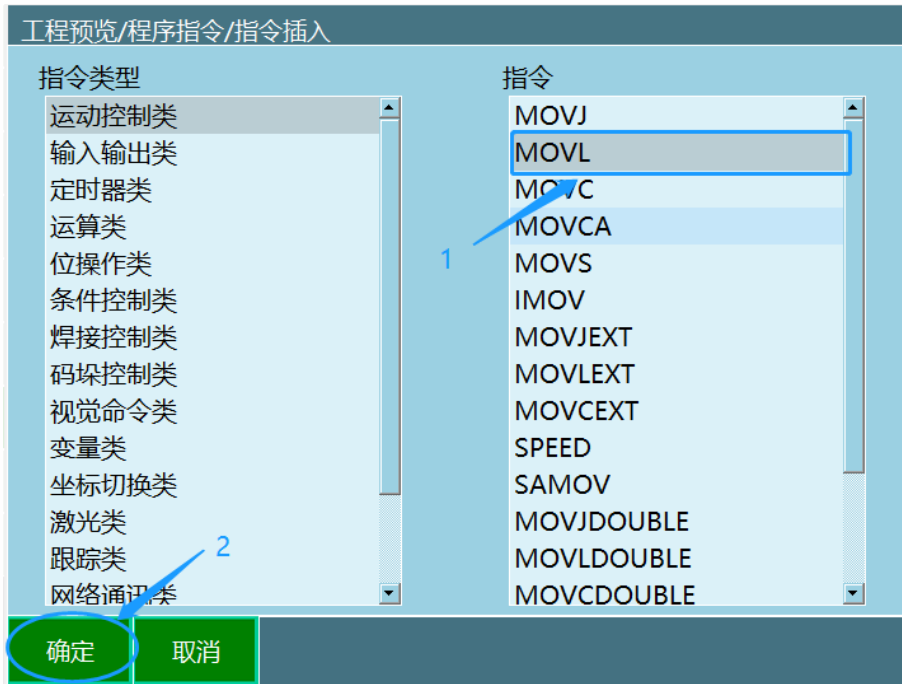 工程预览/程序指令/指令插入
指令类型
运动控制类
输入输出类
定时器类
运算类
位操作类
条件控制类
焊接控制类
码垛控制类
视觉命令类
变量类
坐标切换类
激光类
跟踪类
网络通讯类
指令
MOVJ
MOVL
MOVC
MOVCA
MOVS
IMOV
MOVJEXT
MOVLEXT
MOVCEXT
SPEED
SAMOV
MOVJDOUBLE
MOVLDOUBLE
MOVCDOUBLE
1
2
确定
取消